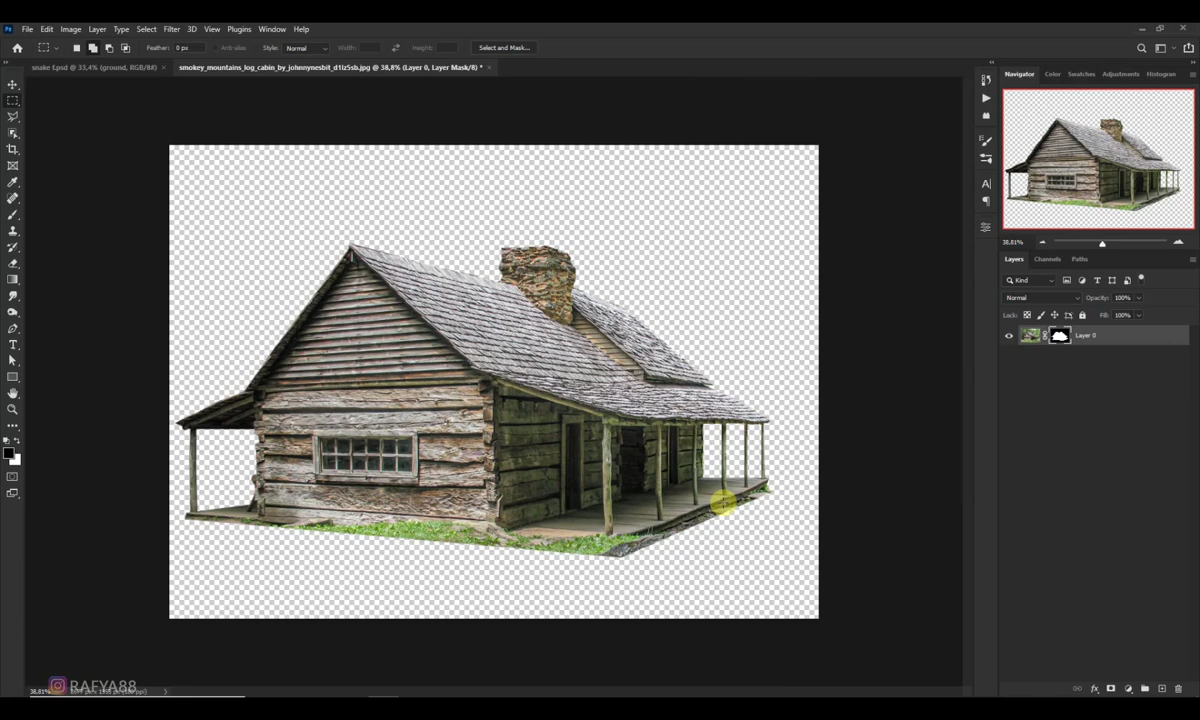 File Edit Image Layer Type Select Filter 3D View Plugins Window Help
Feather: 0 px Anti-alias Style: Normal Width: Height: Select and Mask...
snake f.psd @ 33,4% (ground, RGB/8#) × smokey_mountains_log_cabin_by_johnnynesbit_d1iz5sb.jpg @ 38,8% (Layer 0, Layer Mask/8) * ×
Navigator Color Swatches Adjustments Histogran
38,81%
Layers Channels Paths
Kind
Normal Opacity: 100%
Lock: Fill: 100%
Layer 0
RAFYA88
38,81%